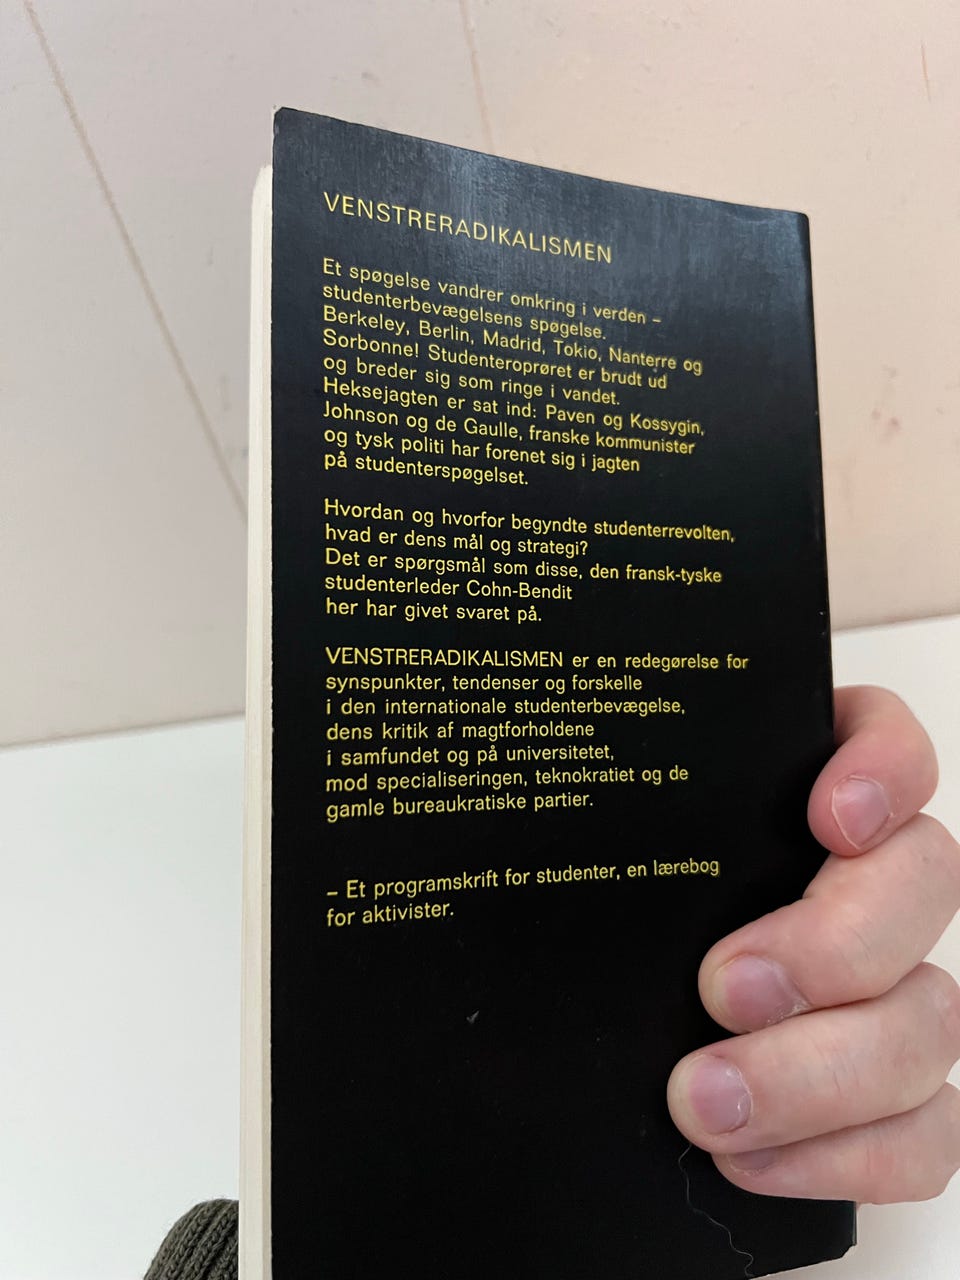 VENSTRERADIKALISMEN
Et spøgelse vandrer omkring i verden –
studenterbevægelsens spøgelse.
Berkeley, Berlin, Madrid, Tokio, Nanterre og
Sorbonne! Studenteroprøret er brudt ud
og breder sig som ringe i vandet.
Heksejagten er sat ind: Paven og Kossygin,
Johnson og de Gaulle, franske kommunister
og tysk politi har forenet sig i jagten
på studenterspøgelset.
Hvordan og hvorfor begyndte studenterrevolten,
hvad er dens mål og strategi?
Det er spørgsmål som disse, den fransk-tyske
studenterleder Cohn-Bendit
her har givet svaret på.
VENSTRERADIKALISMEN er en redegørelse for
synspunkter, tendenser og forskelle
i den internationale studenterbevægelse,
dens kritik af magtforholdene
i samfundet og på universitetet,
mod specialiseringen, teknokratiet og de
gamle bureaukratiske partier.
– Et programskrift for studenter, en lærebog
for aktivister.